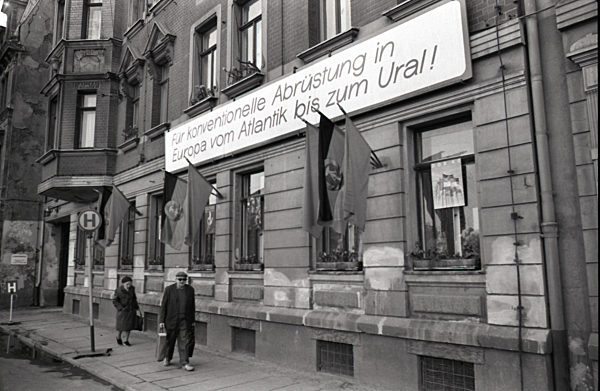 Für konventionelle Abrüstung in
Europa vom Atlantik bis zum Ural!
H
H